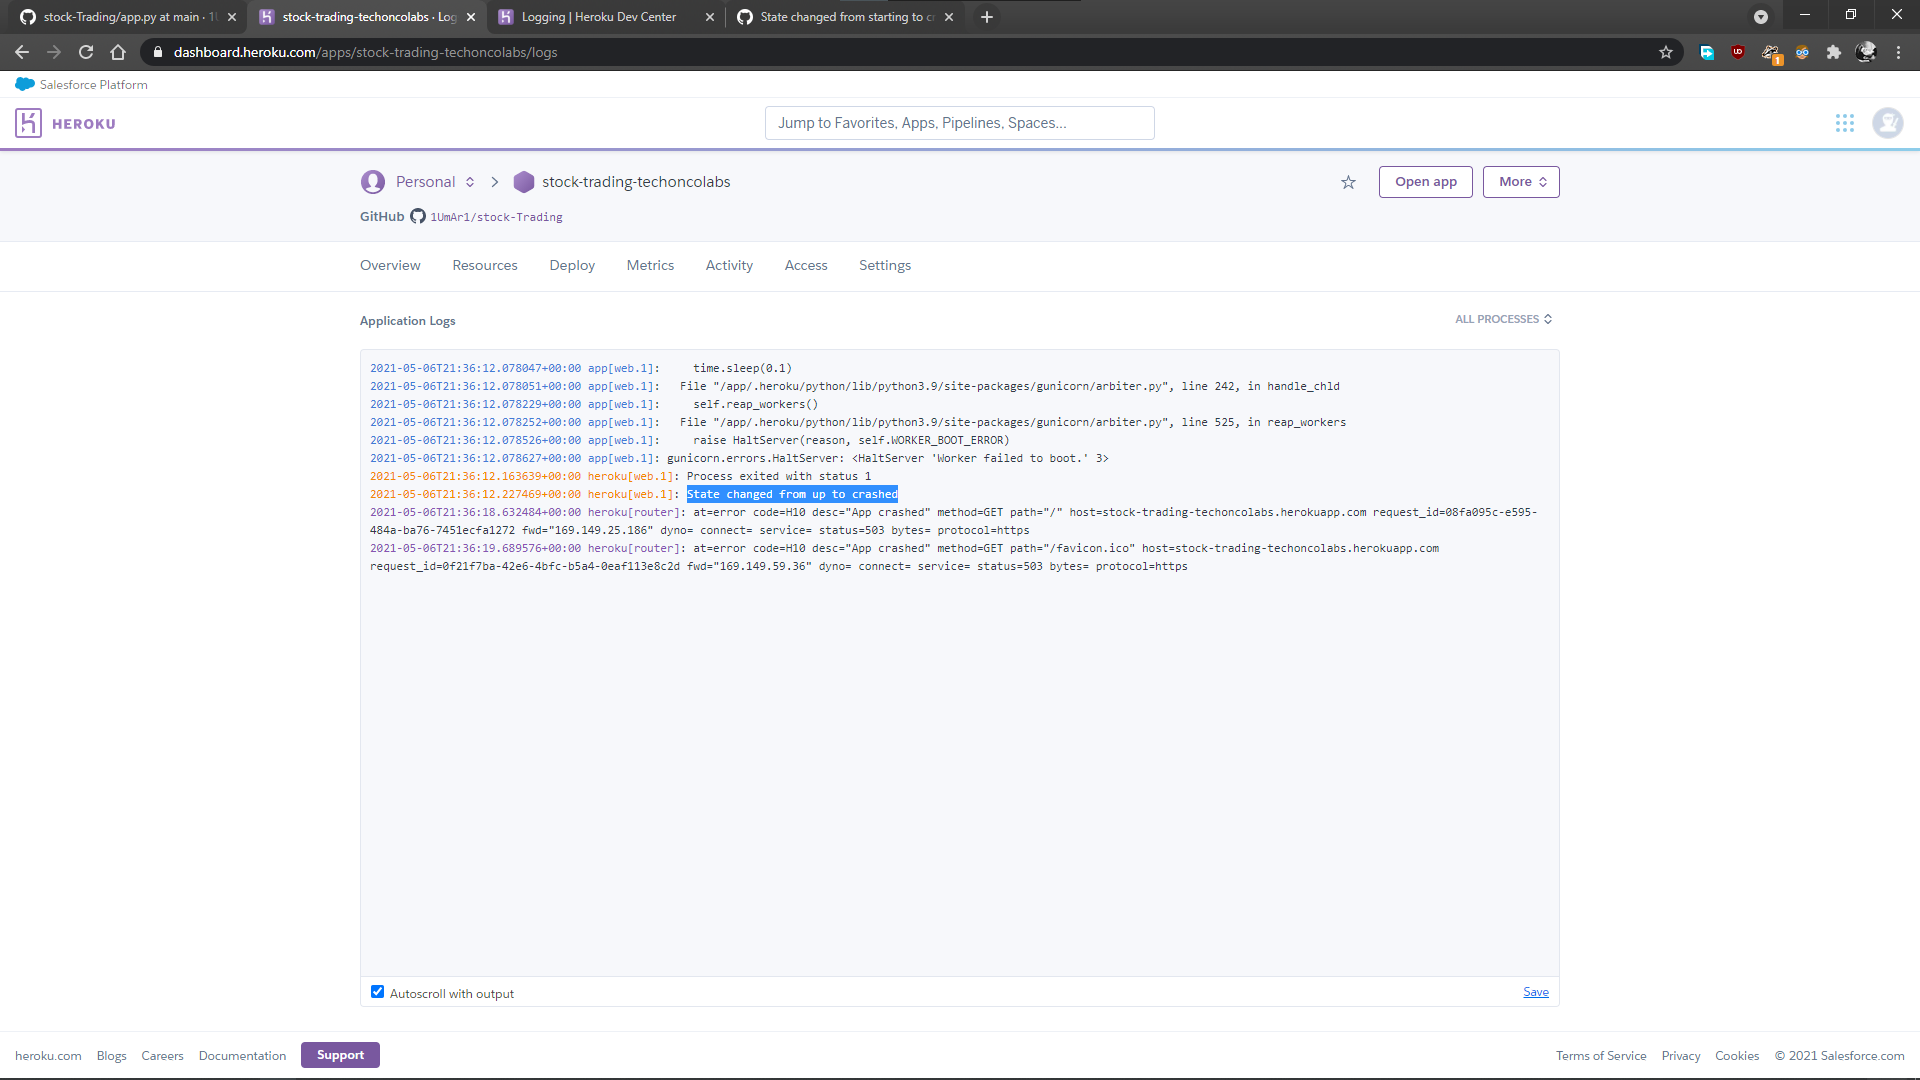 stock-Trading/app.py at main · 1U
stock-trading-techoncolabs · Log
Logging | Heroku Dev Center
State changed from starting to cr
dashboard.heroku.com/apps/stock-trading-techoncolabs/logs
1
Salesforce Platform
HEROKU
Jump to Favorites, Apps, Pipelines, Spaces...
Personal
stock-trading-techoncolabs
Open app
More
GitHub 1UmAr1/stock-Trading
Overview Resources Deploy Metrics Activity Access Settings
Application Logs
ALL PROCESSES
2021-05-06T21:36:12.078047+00:00 app[web.1]:     time.sleep(0.1)
2021-05-06T21:36:12.078051+00:00 app[web.1]:   File "/app/.heroku/python/lib/python3.9/site-packages/gunicorn/arbiter.py", line 242, in handle_chld
2021-05-06T21:36:12.078229+00:00 app[web.1]:     self.reap_workers()
2021-05-06T21:36:12.078252+00:00 app[web.1]:   File "/app/.heroku/python/lib/python3.9/site-packages/gunicorn/arbiter.py", line 525, in reap_workers
2021-05-06T21:36:12.078526+00:00 app[web.1]:     raise HaltServer(reason, self.WORKER_BOOT_ERROR)
2021-05-06T21:36:12.078627+00:00 app[web.1]: gunicorn.errors.HaltServer: <HaltServer 'Worker failed to boot.' 3>
2021-05-06T21:36:12.163639+00:00 heroku[web.1]: Process exited with status 1
2021-05-06T21:36:12.227469+00:00 heroku[web.1]: State changed from up to crashed
2021-05-06T21:36:18.632484+00:00 heroku[router]: at=error code=H10 desc="App crashed" method=GET path="/" host=stock-trading-techoncolabs.herokuapp.com request_id=08fa095c-e595-
484a-ba76-7451ecfa1272 fwd="169.149.25.186" dyno= connect= service= status=503 bytes= protocol=https
2021-05-06T21:36:19.689576+00:00 heroku[router]: at=error code=H10 desc="App crashed" method=GET path="/favicon.ico" host=stock-trading-techoncolabs.herokuapp.com
request_id=0f21f7ba-42e6-4bfc-b5a4-0eaf113e8c2d fwd="169.149.59.36" dyno= connect= service= status=503 bytes= protocol=https
Autoscroll with output
Save
heroku.com Blogs Careers Documentation Support
Terms of Service Privacy Cookies © 2021 Salesforce.com